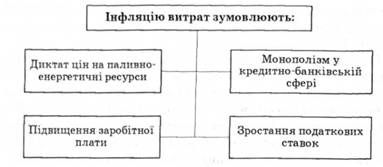 Інфляцію витрат зумовлюють:
Диктат цін на паливно-
енергетичні ресурси
Монополізм у
кредитно-банківській
сфері
Підвищення заробітної
плати
Зростання податкових
ставок